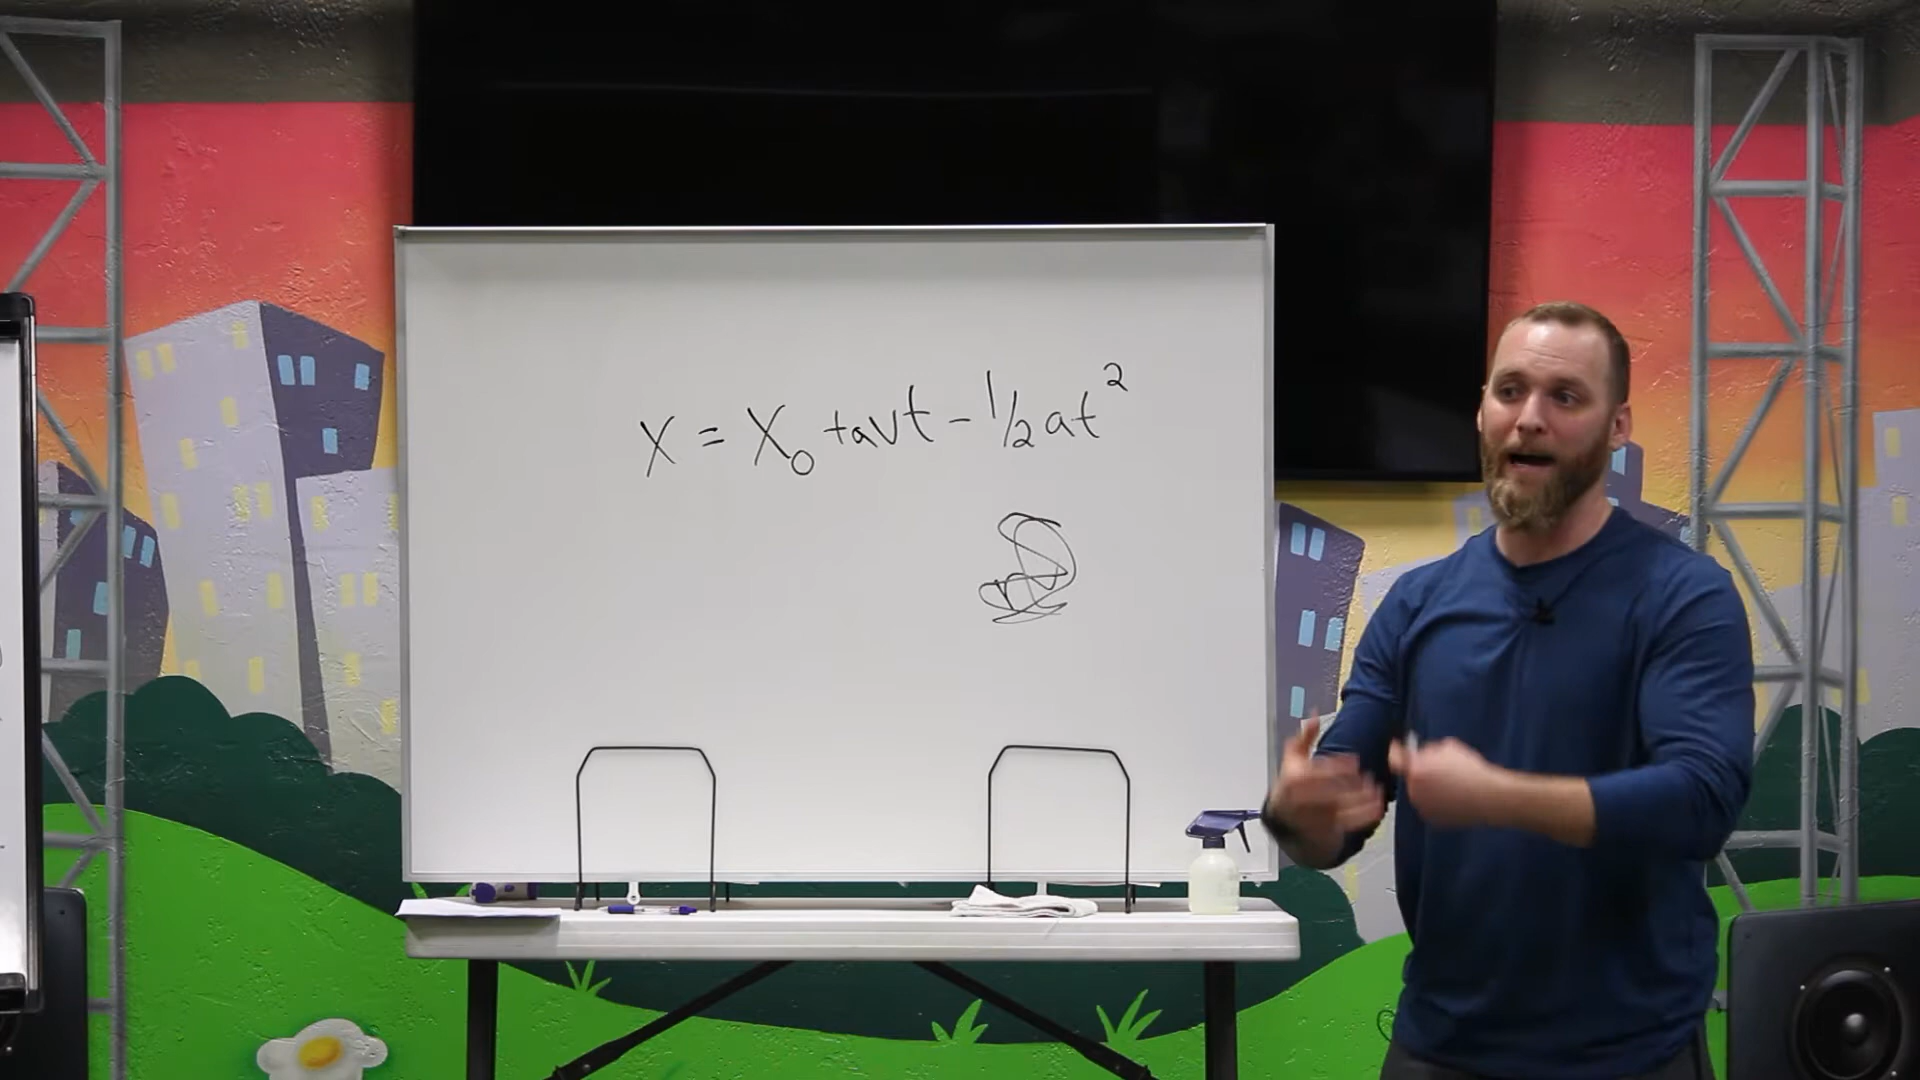 X = X₀ + avt - 1/2 at²